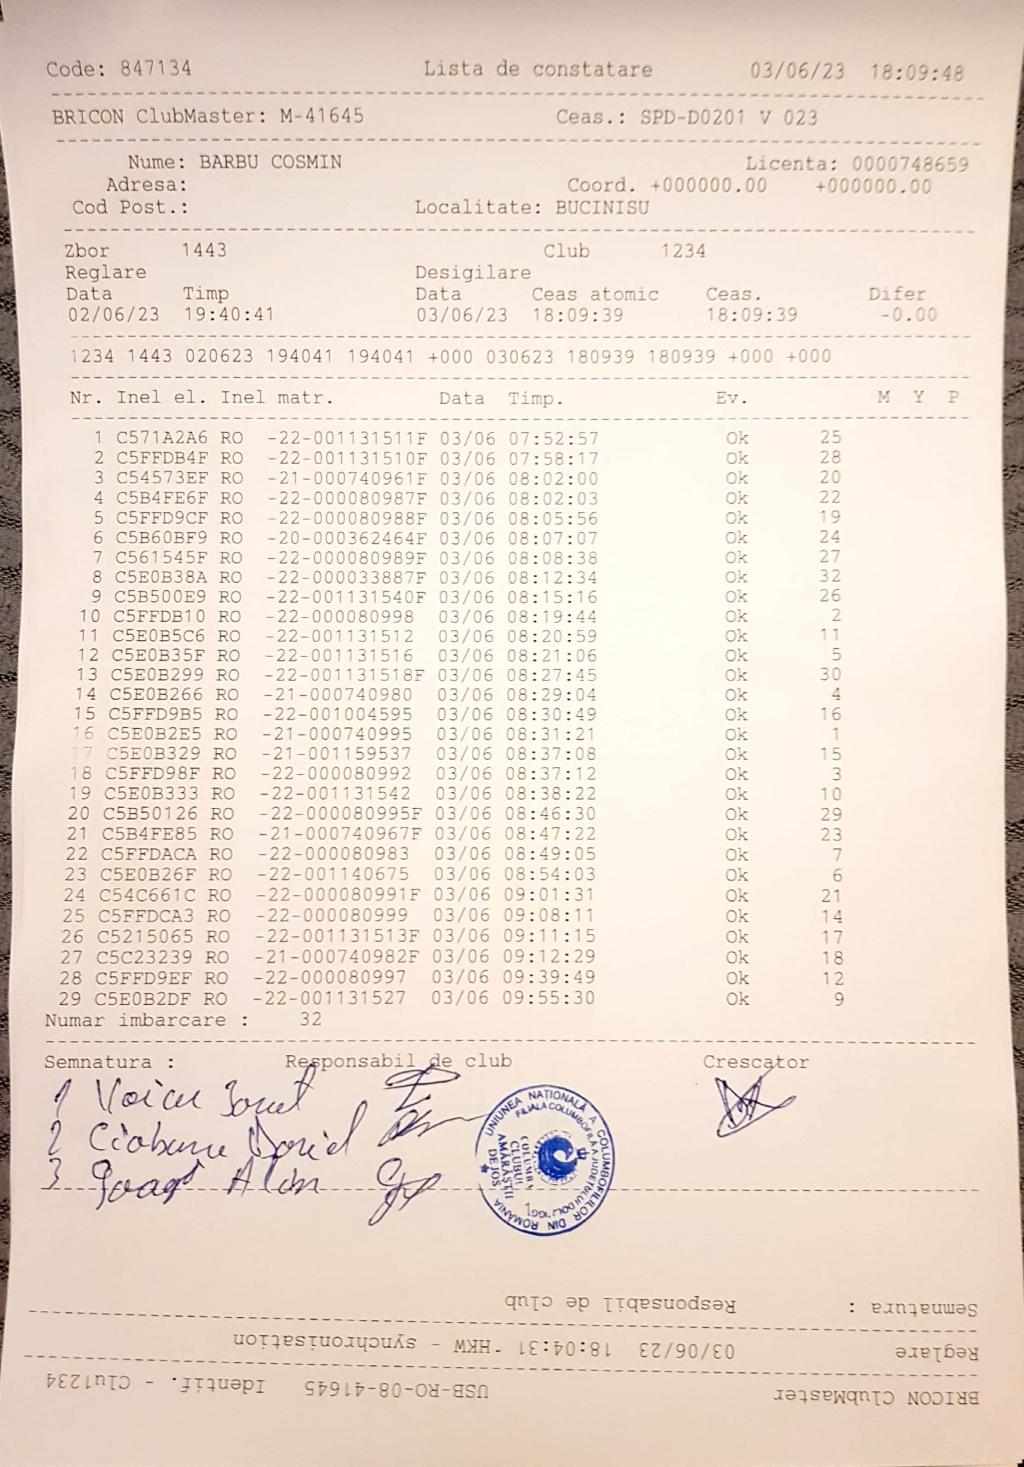 Code: 847134 Lista de constatare 03/06/23 18:09:48
BRICON ClubMaster: M-41645 Ceas.: SPD-D0201 V 023
Nume: BARBU COSMIN Licenta: 0000748659
Adresa: Coord. +000000.00 +000000.00
Cod Post.: Localitate: BUCINISU
Zbor 1443 Club 1234
Reglare Desigilare
Data Timp Data Ceas atomic Ceas. Difer
02/06/23 19:40:41 03/06/23 18:09:39 18:09:39 -0.00
1234 1443 020623 194041 194041 +000 030623 180939 180939 +000 +000
Nr. Inel el. Inel matr. Data Timp. Ev. M Y P
1 C571A2A6 RO -22-001131511F 03/06 07:52:57 Ok 25
2 C5FFDB4F RO -22-001131510F 03/06 07:58:17 Ok 28
3 C54573EF RO -21-000740961F 03/06 08:02:00 Ok 20
4 C5B4FE6F RO -22-000080987F 03/06 08:02:03 Ok 22
5 C5FFD9CF RO -22-000080988F 03/06 08:05:56 Ok 19
6 C5B60BF9 RO -20-000362464F 03/06 08:07:07 Ok 24
7 C561545F RO -22-000080989F 03/06 08:08:38 Ok 27
8 C5E0B38A RO -22-000033887F 03/06 08:12:34 Ok 32
9 C5B500E9 RO -22-001131540F 03/06 08:15:16 Ok 26
10 C5FFDB10 RO -22-000080998 03/06 08:19:44 Ok 2
11 C5E0B5C6 RO -22-001131512 03/06 08:20:59 Ok 11
12 C5E0B35F RO -22-001131516 03/06 08:21:06 Ok 5
13 C5E0B299 RO -22-001131518F 03/06 08:27:45 Ok 30
14 C5E0B266 RO -21-000740980 03/06 08:29:04 Ok 4
15 C5FFD9B5 RO -22-001004595 03/06 08:30:49 Ok 16
16 C5E0B2E5 RO -21-000740995 03/06 08:31:21 Ok 1
17 C5E0B329 RO -21-001159537 03/06 08:37:08 Ok 15
18 C5FFD98F RO -22-000080992 03/06 08:37:12 Ok 3
19 C5E0B333 RO -22-001131542 03/06 08:38:22 Ok 10
20 C5B50126 RO -22-000080995F 03/06 08:46:30 Ok 29
21 C5B4FE85 RO -21-000740967F 03/06 08:47:22 Ok 23
22 C5FFDACA RO -22-000080983 03/06 08:49:05 Ok 7
23 C5E0B26F RO -22-001140675 03/06 08:54:03 Ok 6
24 C54C661C RO -22-000080991F 03/06 09:01:31 Ok 21
25 C5FFDCA3 RO -22-000080999 03/06 09:08:11 Ok 14
26 C5215065 RO -22-001131513F 03/06 09:11:15 Ok 17
27 C5C23239 RO -21-000740982F 03/06 09:12:29 Ok 18
28 C5FFD9EF RO -22-000080997 03/06 09:39:49 Ok 12
29 C5E0B2DF RO -22-001131527 03/06 09:55:30 Ok 9
Numar imbarcare : 32
Semnatura : Responsabil de club Crescator
1 Voicu Ionut
2 Ciobanu
3 Alin
UNIUNEA NAȚIONALĂ A COLUMBOFILILOR DIN ROMÂNIA
FILIALA COLUMBOFILĂ A JUDEȚULUI DOLJ
CLUBUL
COLUMBA
AMĂRĂȘTII
DE JOS
Semnatura : Responsabil de club
Reglare 03/06/23 18:04:31 -HKW - synchronisation
BRICON ClubMaster USB-RO-08-41645 Identif. - Clu1234